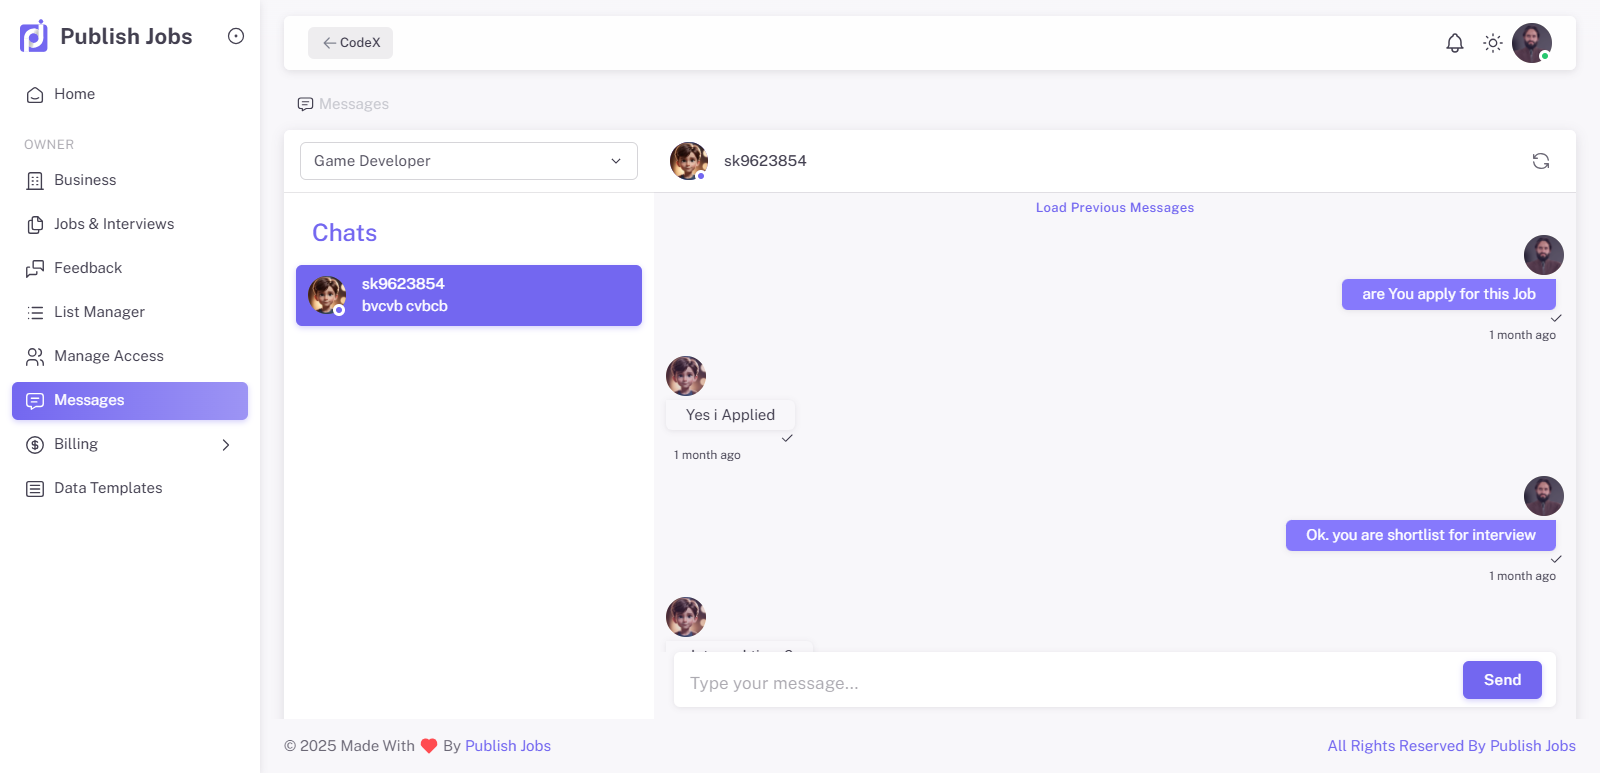 Publish Jobs
Home
OWNER
Business
Jobs & Interviews
Feedback
List Manager
Manage Access
Messages
Billing
Data Templates
CodeX
Messages
Game Developer
sk9623854
Chats
sk9623854
bvcvb cvbcb
Load Previous Messages
are You apply for this Job
1 month ago
Yes i Applied
1 month ago
Ok. you are shortlist for interview
1 month ago
Type your message...
Send
© 2025 Made With ❤ By Publish Jobs
All Rights Reserved By Publish Jobs